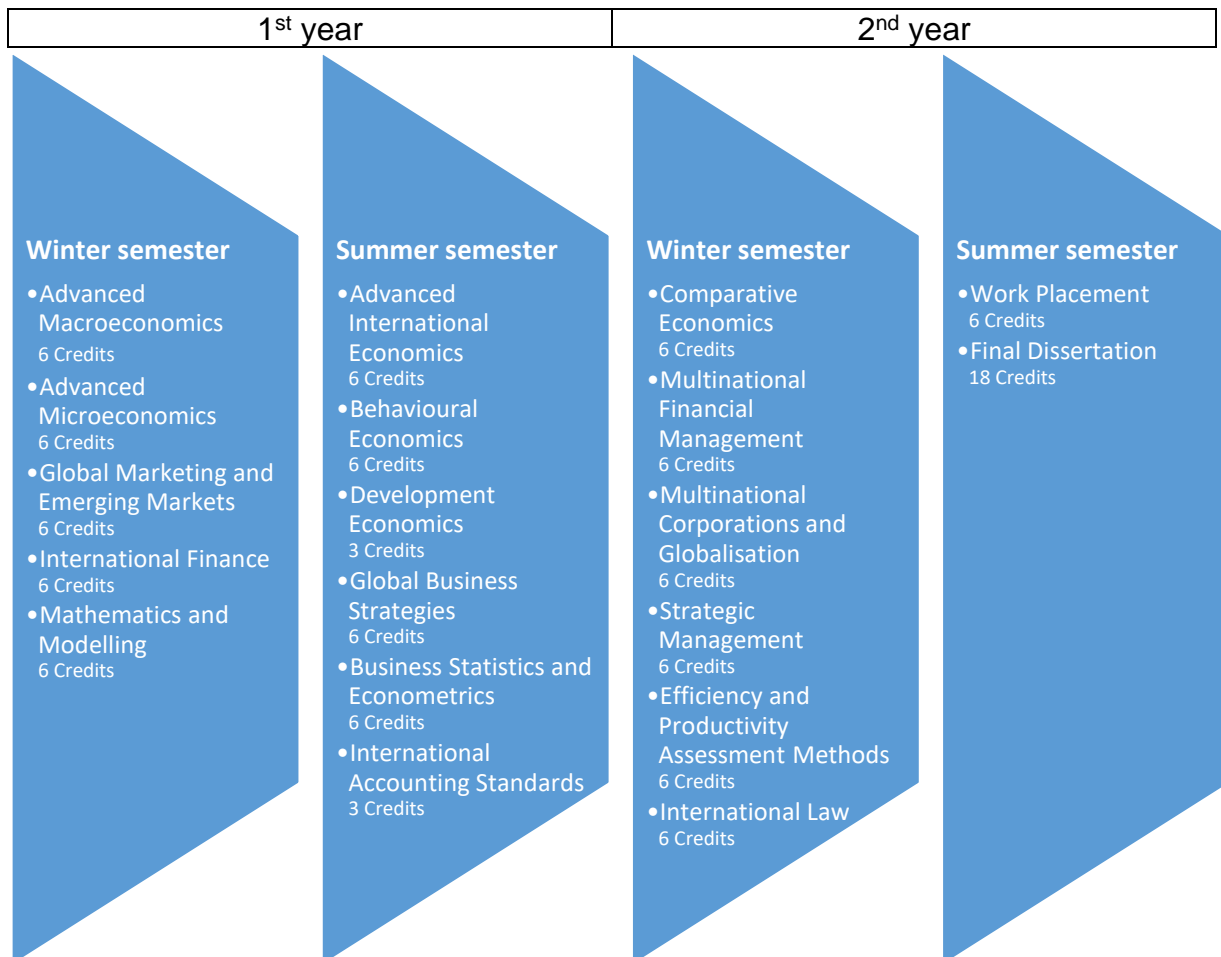 1st year
2nd year
Winter semester
•Advanced
Macroeconomics
6 Credits
•Advanced
Microeconomics
6 Credits
•Global Marketing and
Emerging Markets
6 Credits
•International Finance
6 Credits
•Mathematics and
Modelling
6 Credits
Summer semester
•Advanced
International
Economics
6 Credits
•Behavioural
Economics
6 Credits
•Development
Economics
3 Credits
•Global Business
Strategies
6 Credits
•Business Statistics and
Econometrics
6 Credits
•International
Accounting Standards
3 Credits
Winter semester
•Comparative
Economics
6 Credits
•Multinational
Financial
Management
6 Credits
•Multinational
Corporations and
Globalisation
6 Credits
•Strategic
Management
6 Credits
•Efficiency and
Productivity
Assessment Methods
6 Credits
•International Law
6 Credits
Summer semester
•Work Placement
6 Credits
•Final Dissertation
18 Credits